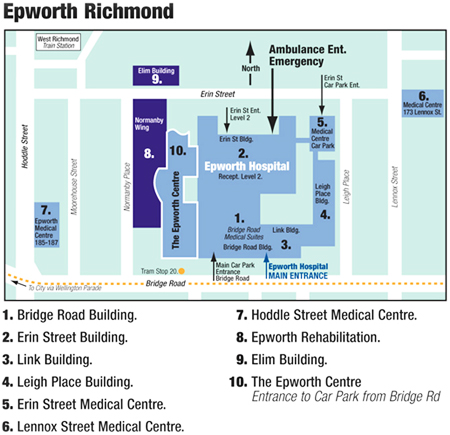 Epworth Richmond
West Richmond
Train Station
Elim Building
9.
North
Ambulance Ent.
Emergency
Erin St
Car Park Ent.
Erin Street
6.
Medical Centre
173 Lennox St.
Normanby
Wing
Erin St Ent.
Level 2
5.
Medical
Centre
Car Park
Hoddle Street
8.
10.
The Epworth Centre
Erin St Bldg.
2.
Epworth Hospital
Recept. Level 2.
Moorehouse Street
Normanby Place
Leigh
Place
Bldg.
4.
Leigh Place
Lennox Street
7.
Epworth
Medical
Centre
185-187
1.
Bridge Road
Medical Suites
Bridge Road Bldg.
Link Bldg.
3.
Tram Stop 20.
Main Car Park
Entrance
Bridge Road
Epworth Hospital
MAIN ENTRANCE
To City via Wellington Parade
Bridge Road
1. Bridge Road Building.
2. Erin Street Building.
3. Link Building.
4. Leigh Place Building.
5. Erin Street Medical Centre.
6. Lennox Street Medical Centre.
7. Hoddle Street Medical Centre.
8. Epworth Rehabilitation.
9. Elim Building.
10. The Epworth Centre
Entrance to Car Park from Bridge Rd